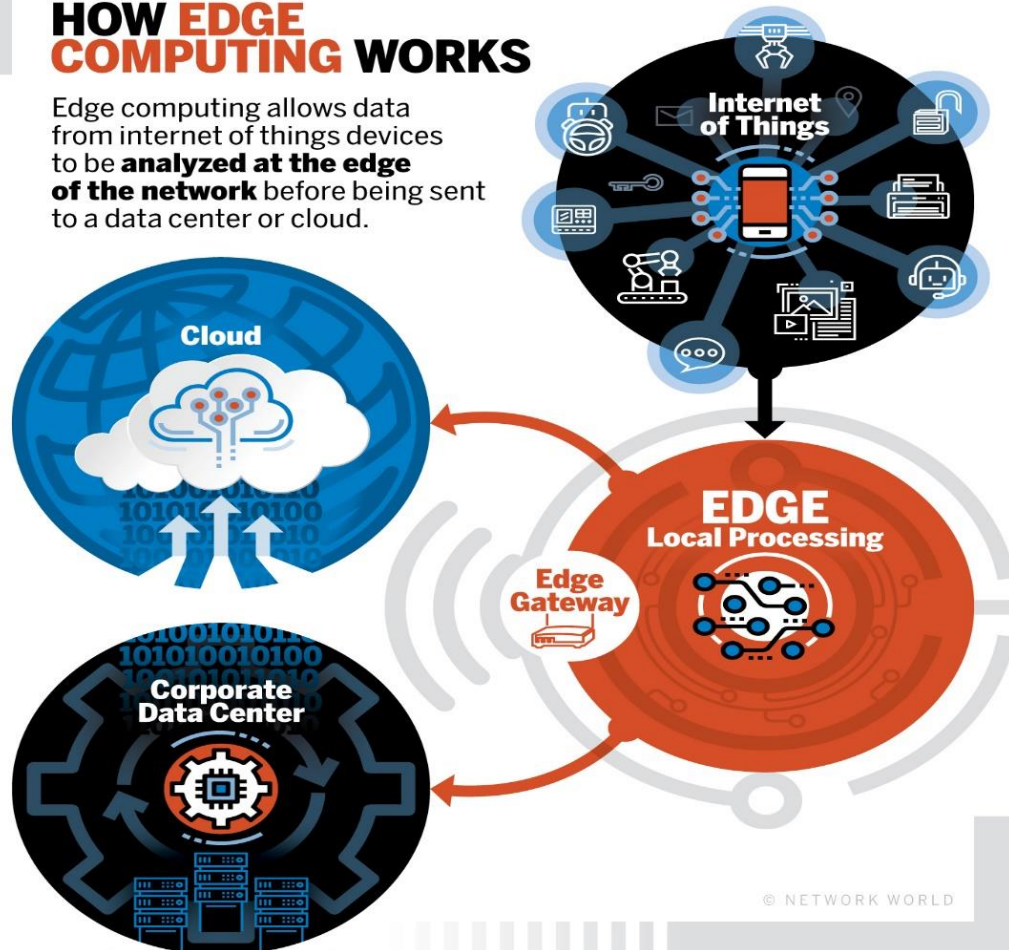 HOW EDGE
COMPUTING WORKS
Edge computing allows data
from internet of things devices
to be analyzed at the edge
of the network before being sent
to a data center or cloud.
Internet
of Things
Cloud
EDGE
Local Processing
Edge
Gateway
101010010100
Corporate
Data Center
© NETWORK WORLD